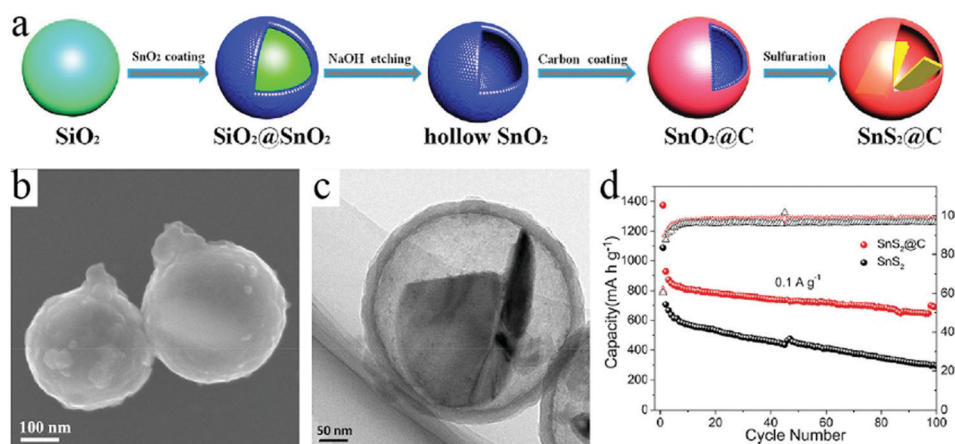 a
SnO₂ coating
NaOH etching
Carbon coating
Sulfuration
SiO₂
SiO₂@SnO₂
hollow SnO₂
SnO₂@C
SnS₂@C
b
100 nm
c
50 nm
d
Capacity(mA h g⁻¹)
1400
1200
1000
800
600
400
200
0
SnS₂@C
SnS₂
0.1 A g⁻¹
100
80
60
40
20
0
0 20 40 60 80 100
Cycle Number